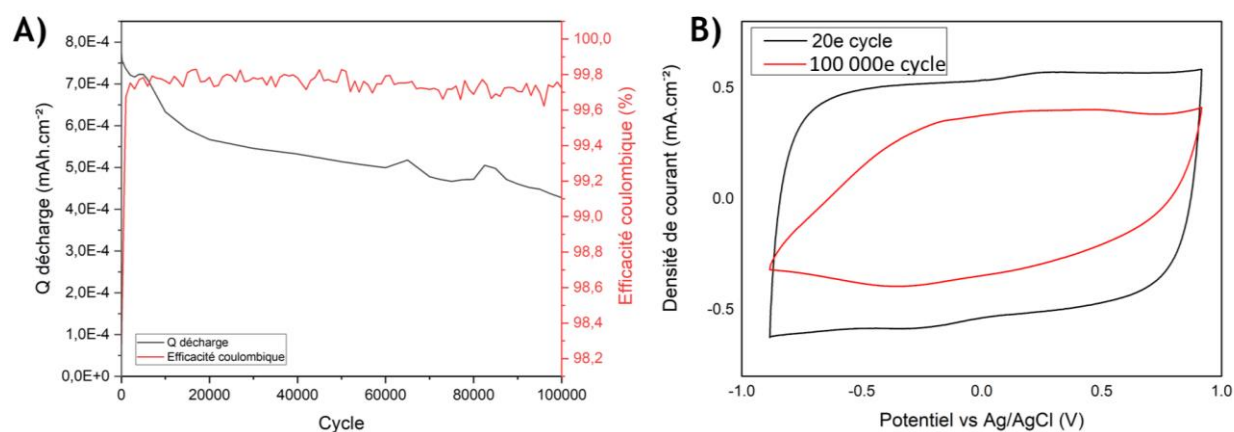 A)
8,0E-4
7,0E-4
6,0E-4
5,0E-4
4,0E-4
3,0E-4
2,0E-4
1,0E-4
0,0E+0
Q décharge (mAh.cm⁻²)
0 20000 40000 60000 80000 100000
Cycle
Q décharge
Efficacité coulombique
100,0
99,8
99,6
99,4
99,2
99,0
98,8
98,6
98,4
98,2
Efficacité coulombique (%)
B)
20e cycle
100 000e cycle
0.5
0.0
-0.5
Densité de courant (mA.cm⁻²)
-1.0 -0.5 0.0 0.5 1.0
Potentiel vs Ag/AgCl (V)